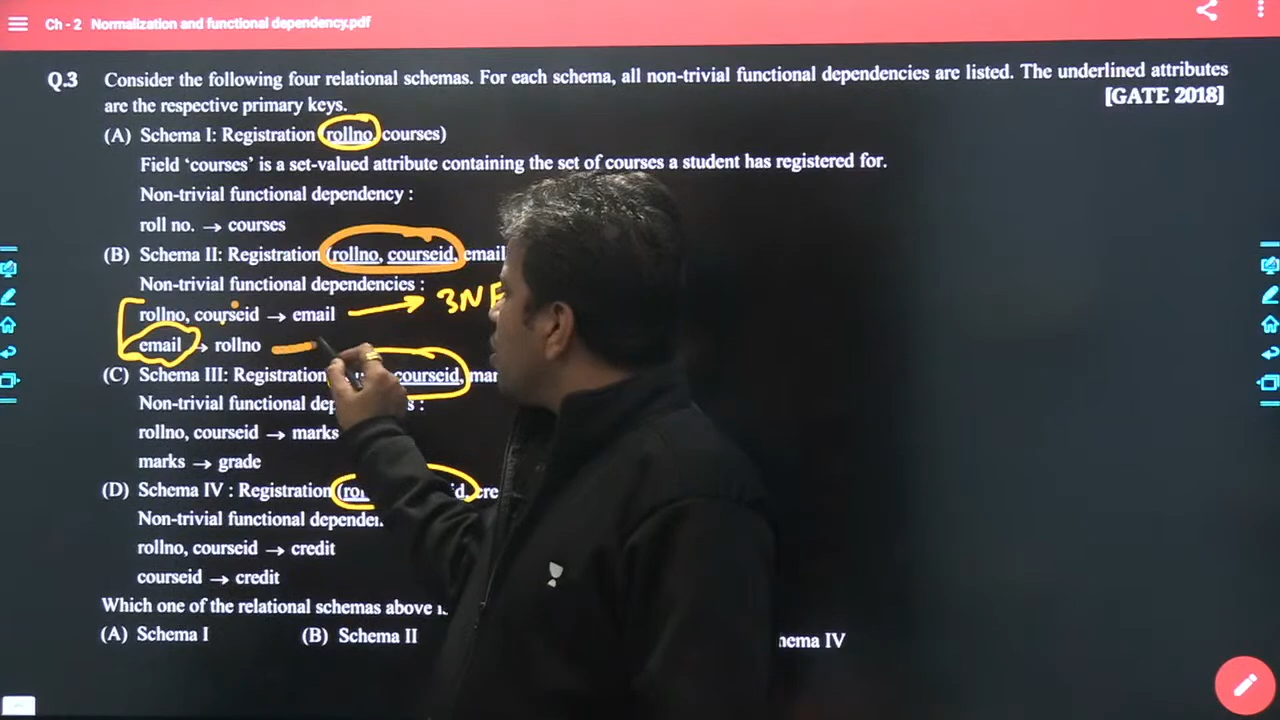 Ch - 2 Normalization and functional dependency.pdf
Q.3 Consider the following four relational schemas. For each schema, all non-trivial functional dependencies are listed. The underlined attributes
are the respective primary keys. [GATE 2018]
(A) Schema I: Registration (rollno, courses)
Field ‘courses’ is a set-valued attribute containing the set of courses a student has registered for.
Non-trivial functional dependency :
roll no. → courses
(B) Schema II: Registration (rollno, courseid, email
Non-trivial functional dependencies :
rollno, courseid → email → 3NF
email → rollno
(C) Schema III: Registration courseid,
Non-trivial functional
rollno, courseid → marks
marks → grade
(D) Schema IV : Registration
Non-trivial functional
rollno, courseid → credit
courseid → credit
Which one of the relational schemas above
(A) Schema I (B) Schema II IV